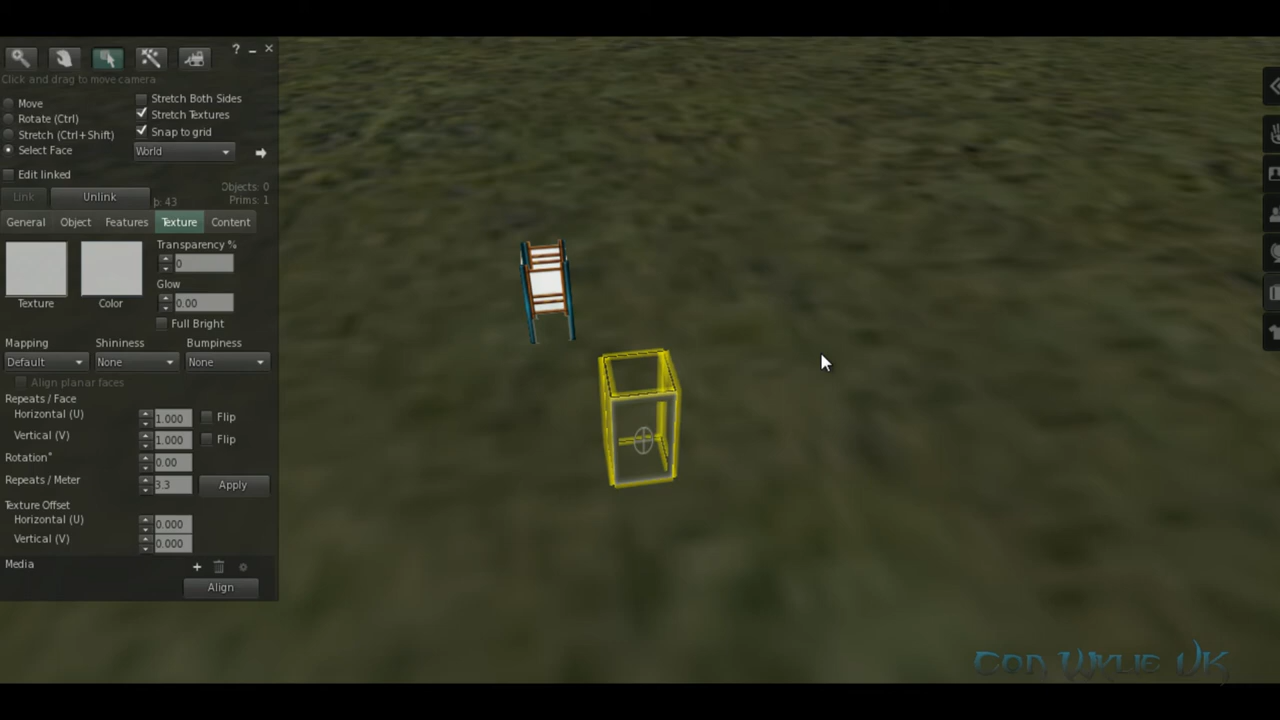 ?
Click and drag to move camera
Move
Rotate (Ctrl)
Stretch (Ctrl+Shift)
Select Face
Stretch Both Sides
Stretch Textures
Snap to grid
World
Edit linked
Link
Unlink
Objects: 0
Prims: 1
p: 43
General
Object
Features
Texture
Content
Texture
Color
Transparency %
0
Glow
0.00
Full Bright
Mapping
Shininess
Bumpiness
Default
None
None
Align planar faces
Repeats / Face
Horizontal (U)
1.000
Flip
Vertical (V)
1.000
Flip
Rotation°
0.00
Repeats / Meter
3.3
Apply
Texture Offset
Horizontal (U)
0.000
Vertical (V)
0.000
Media
Align
Con Wylie UK